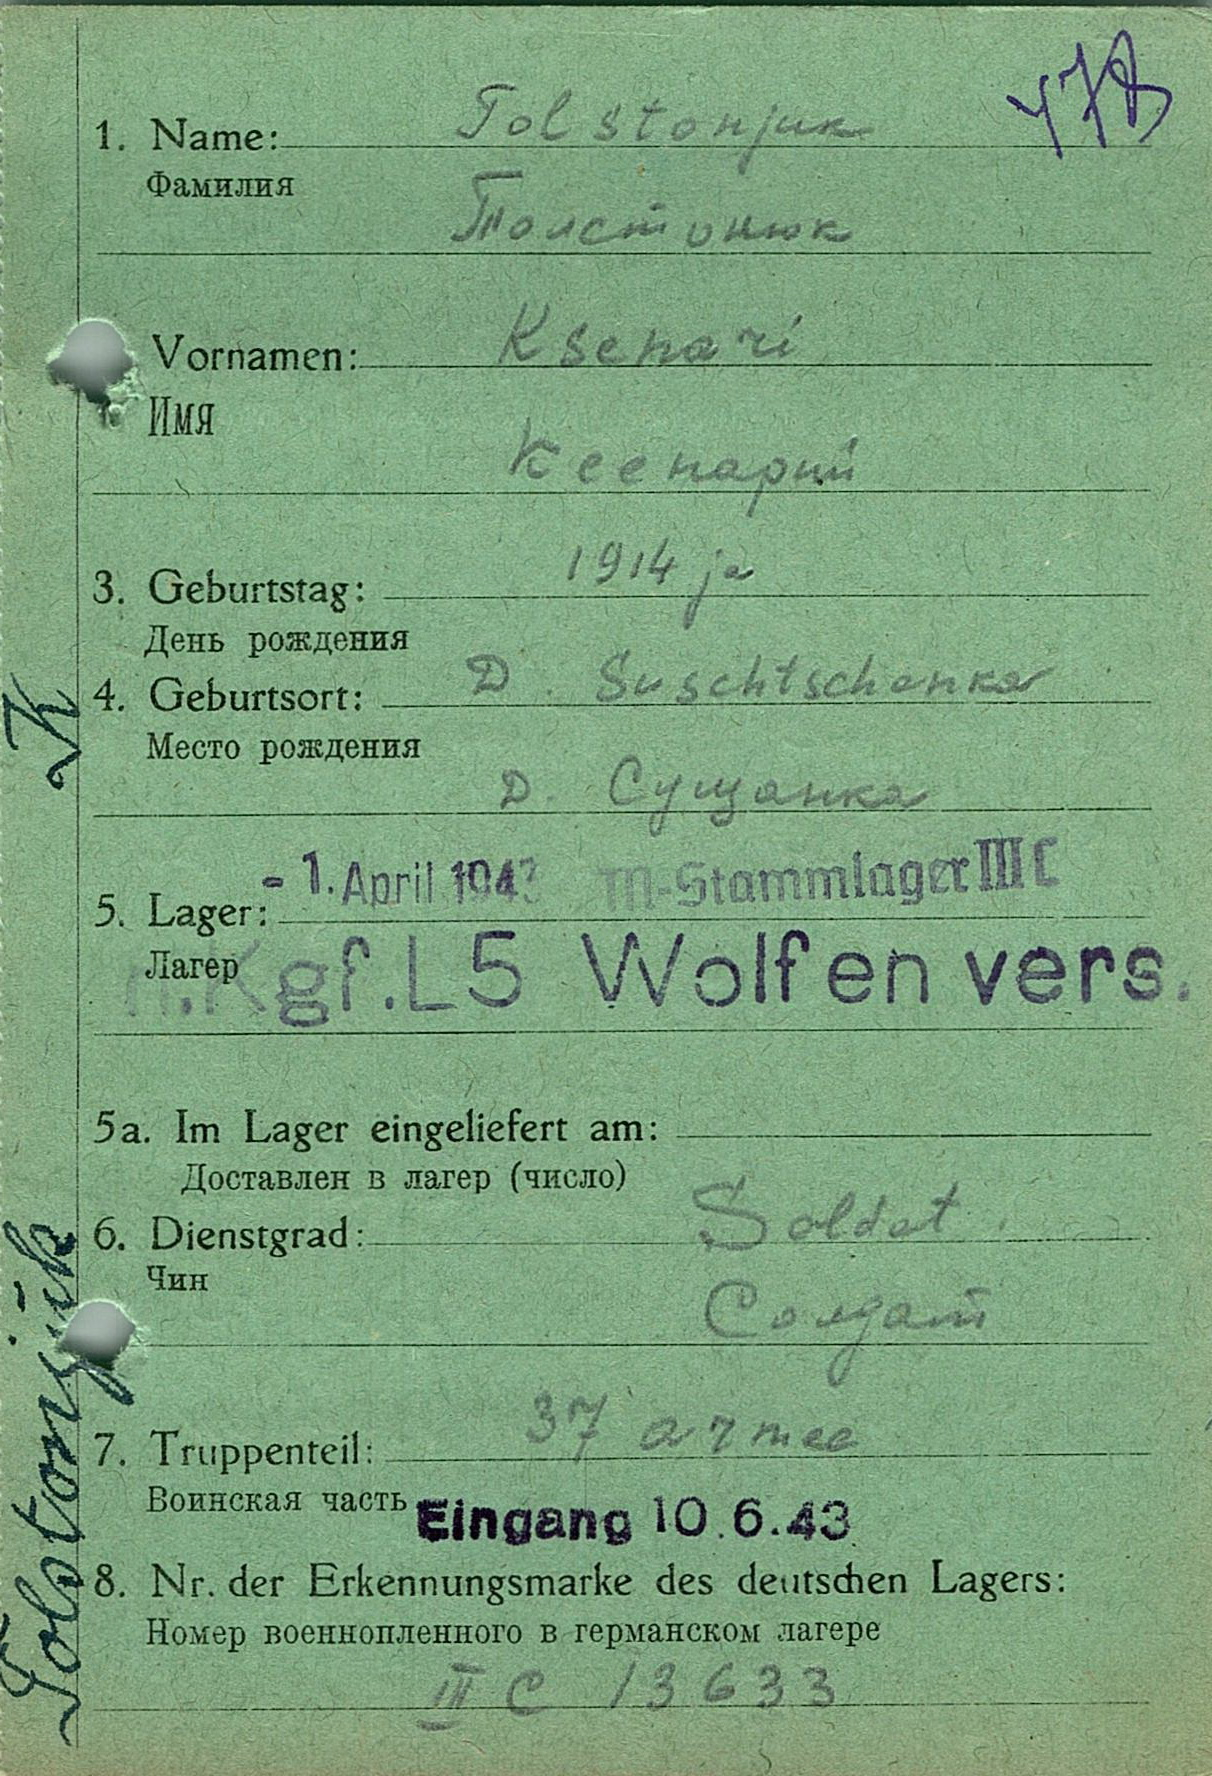 478
1. Name: Tolstonjuk
Фамилия
Толстонюк
Vornamen: Ksenari
Имя
Ксенарий
1914 ja
3. Geburtstag:
День рождения
4. Geburtsort: D. Suschtschanka
Место рождения
Д. Сущанка
- 1. April 1943 M-Stammlager III C
5. Lager:
Лагер
n. Kgf. L5 Wolfen vers.
5a. Im Lager eingeliefert am:
Доставлен в лагер (число)
6. Dienstgrad: Soldat
Чин
Солдат
7. Truppenteil: 37 armee
Воинская часть
Eingang 10.6.43
8. Nr. der Erkennungsmarke des deutschen Lagers:
Номер военнопленного в германском лагере
III C 13633
Tolstonjuk K